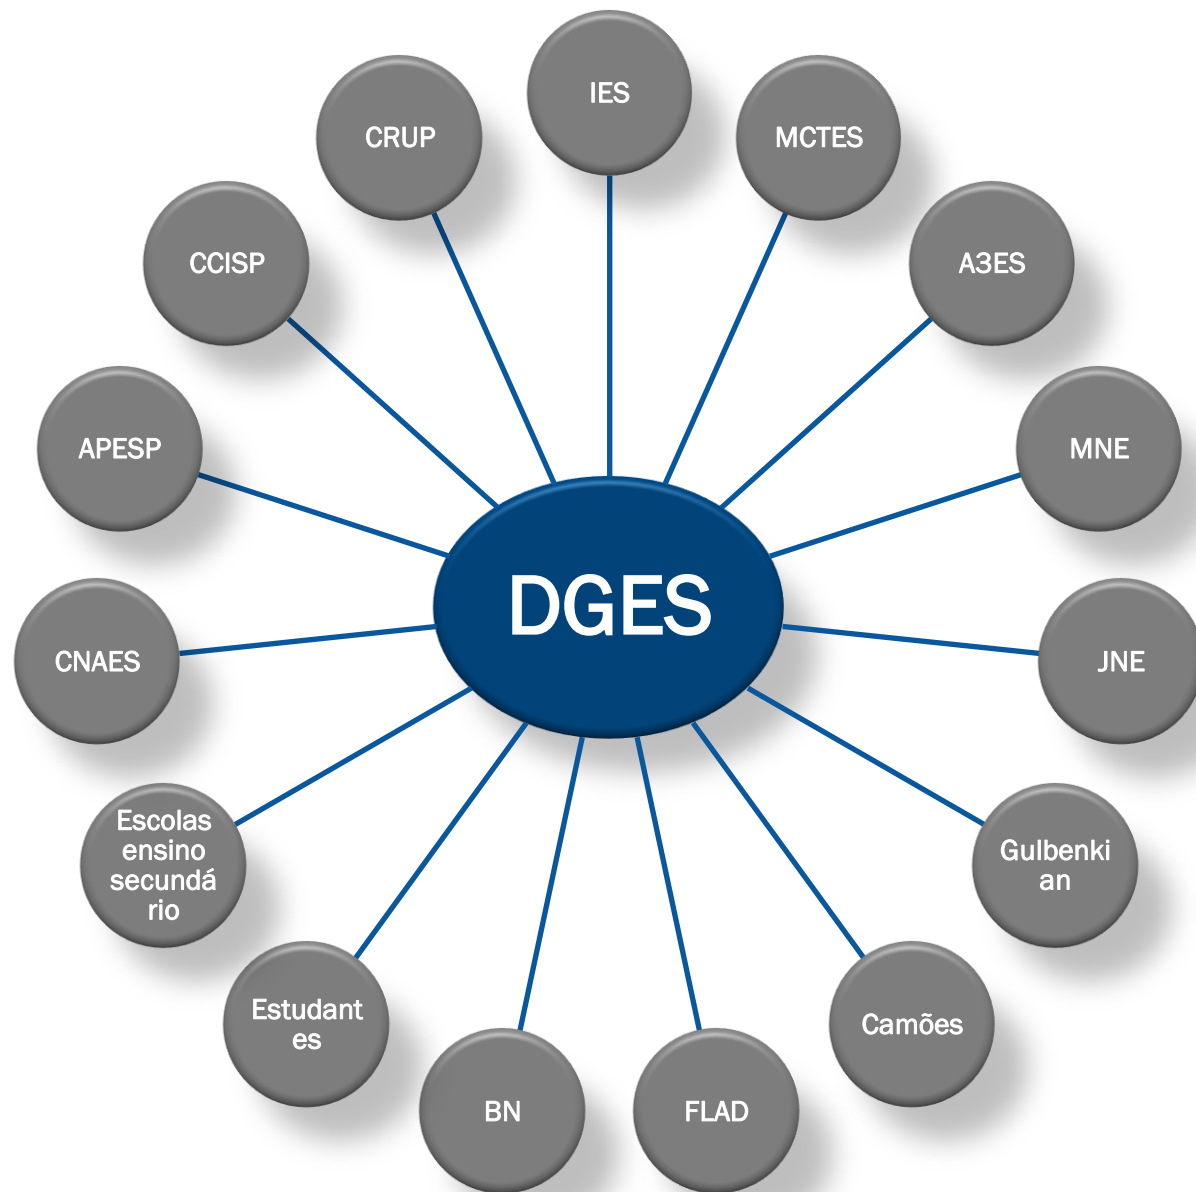 IES
CRUP
MCTES
CCISP
A3ES
APESP
MNE
DGES
CNAES
JNE
Escolas
ensino
secundá
rio
Gulbenki
an
Estudant
es
Camões
BN
FLAD